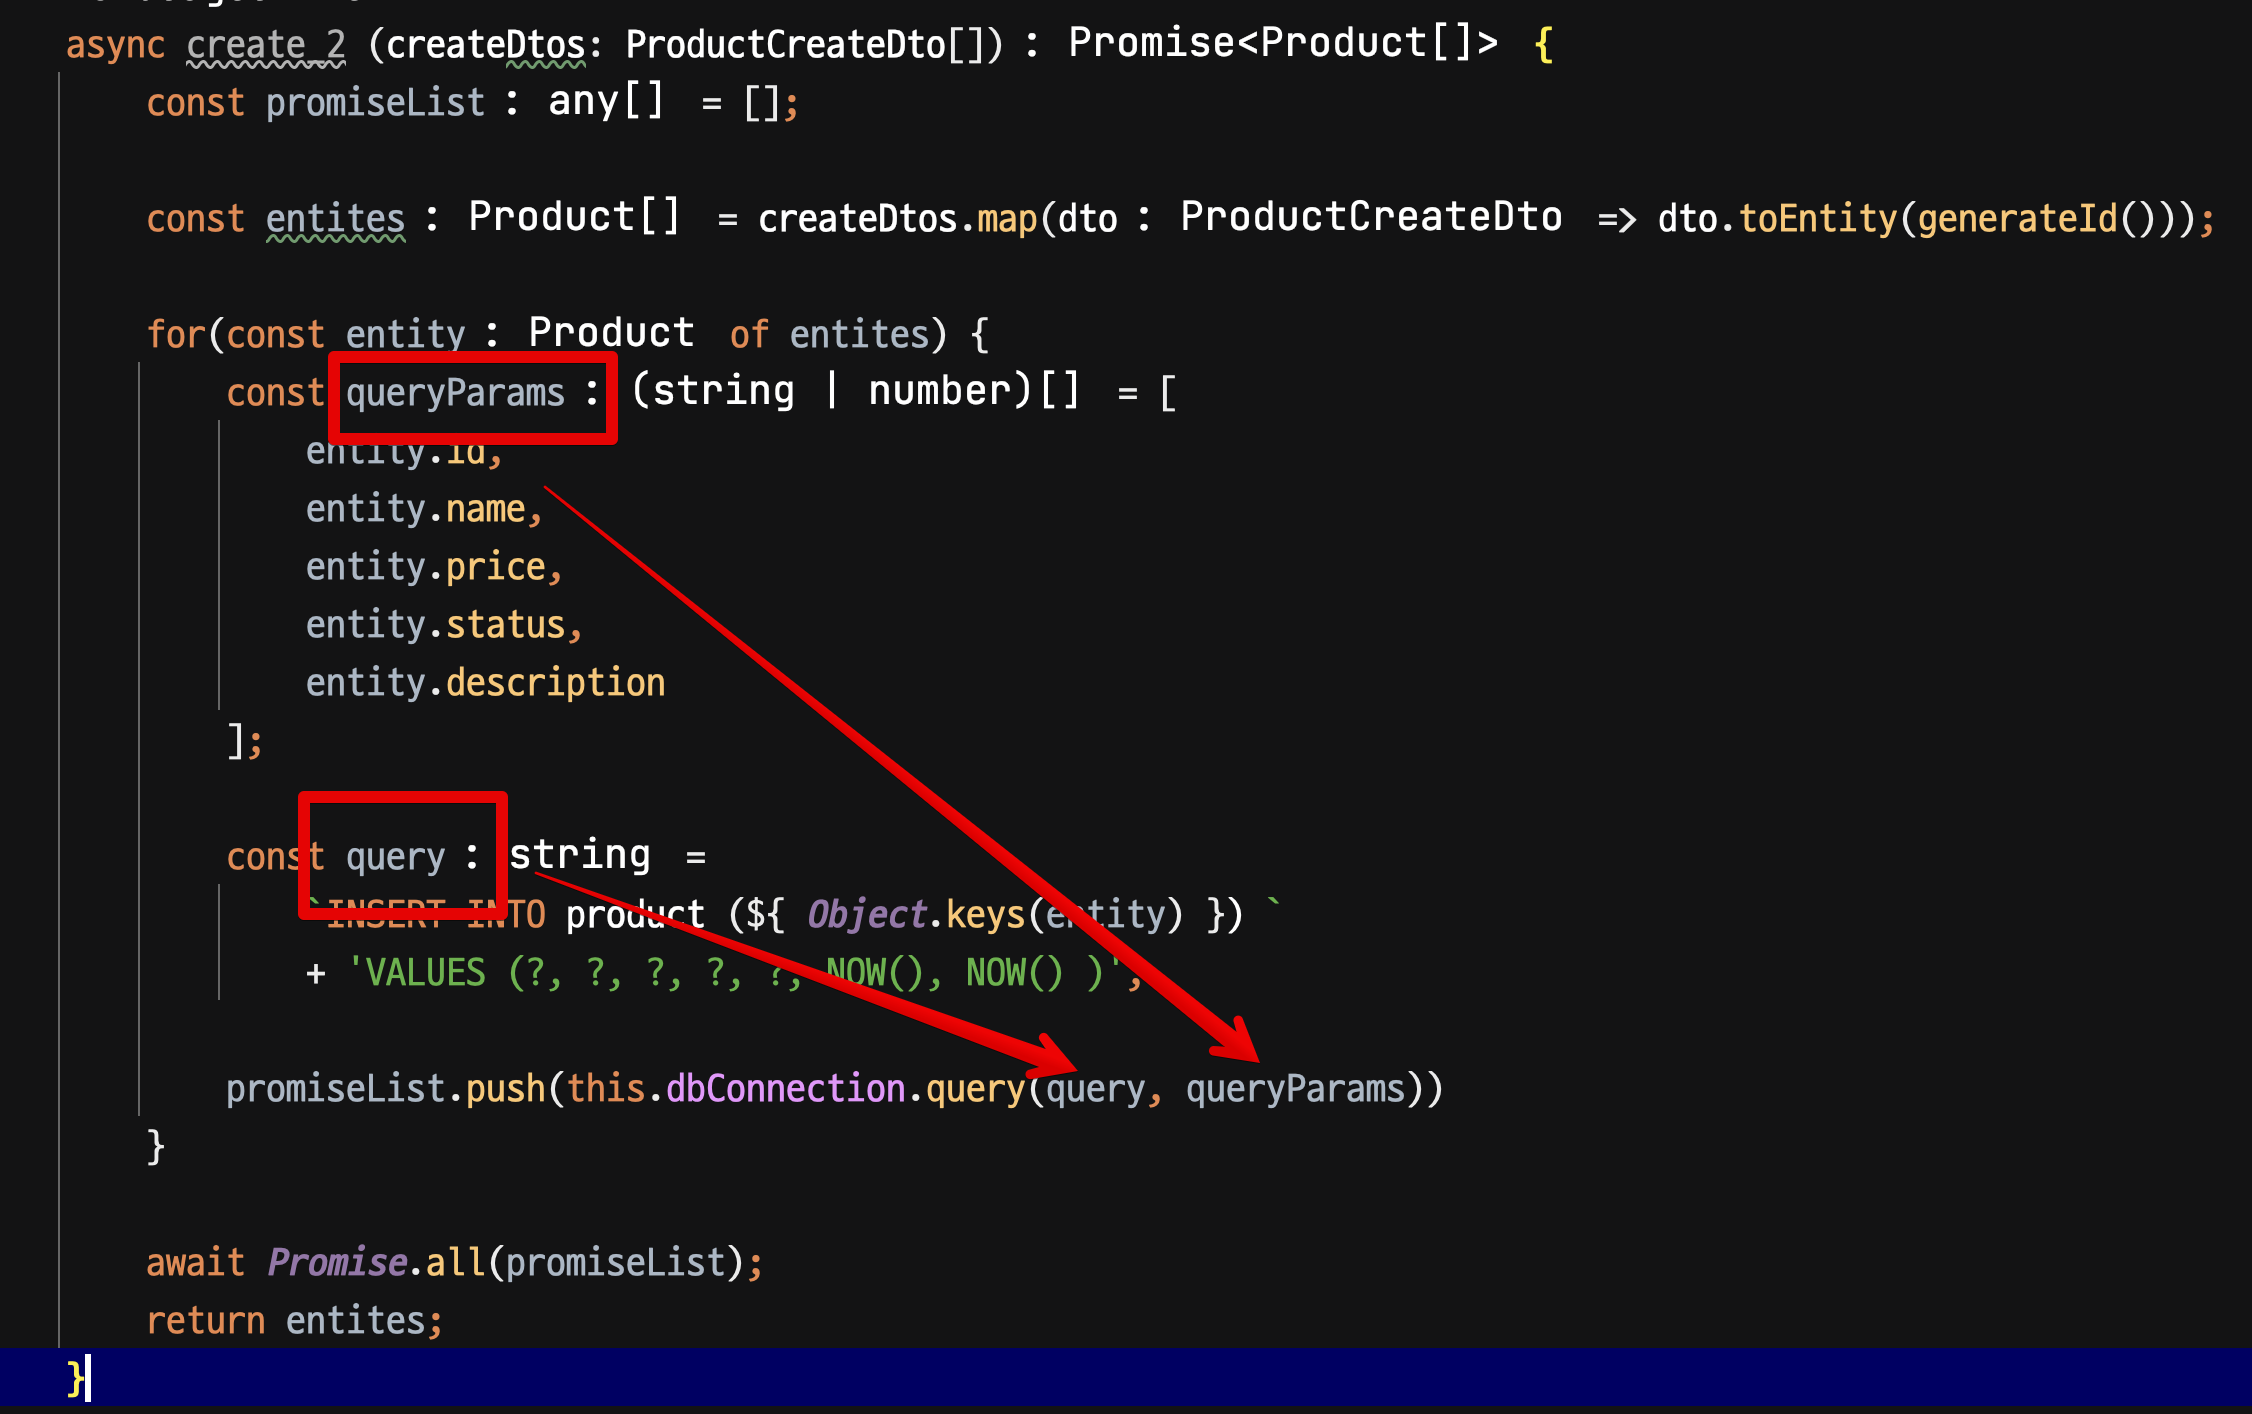 async create_2 (createDtos: ProductCreateDto[]) : Promise<Product[]> {
const promiseList : any[] = [];
const entites : Product[] = createDtos.map(dto : ProductCreateDto => dto.toEntity(generateId()));
for(const entity : Product of entites) {
const queryParams : (string | number)[] = [
entity.id,
entity.name,
entity.price,
entity.status,
entity.description
];
const query : string =
`INSERT INTO product (${ Object.keys(entity) }) `
+ 'VALUES (?, ?, ?, ?, ?, NOW(), NOW() )';
promiseList.push(this.dbConnection.query(query, queryParams))
}
await Promise.all(promiseList);
return entites;
}